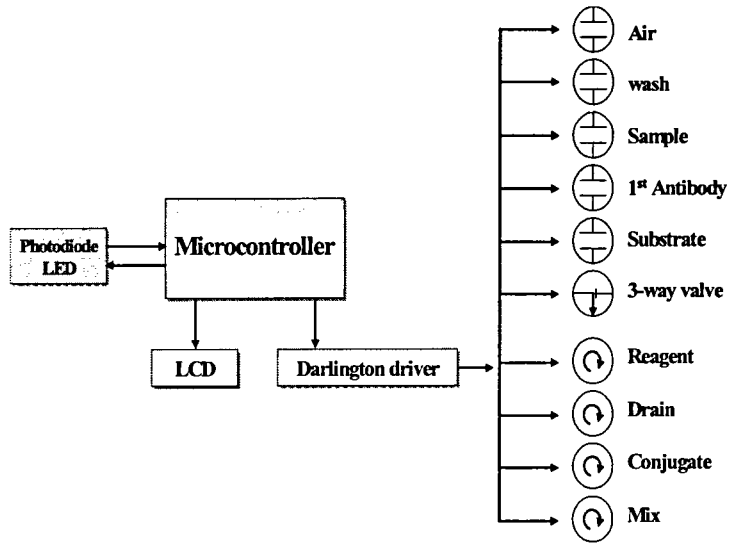 Air
wash
Sample
1st Antibody
Substrate
3-way valve
Reagent
Drain
Conjugate
Mix
Photodiode
LED
Microcontroller
LCD
Darlington driver